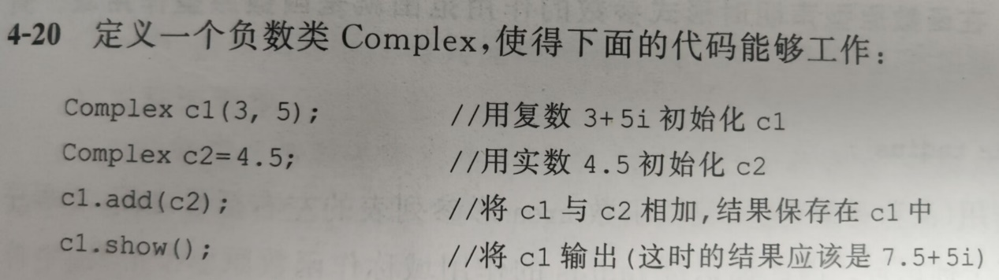 4-20 定义一个负数类 Complex,使得下面的代码能够工作:
Complex c1(3, 5); //用复数 3+5i 初始化 c1
Complex c2=4.5; //用实数 4.5 初始化 c2
c1.add(c2); //将 c1 与 c2 相加,结果保存在 c1 中
c1.show(); //将 c1 输出(这时的结果应该是 7.5+5i)